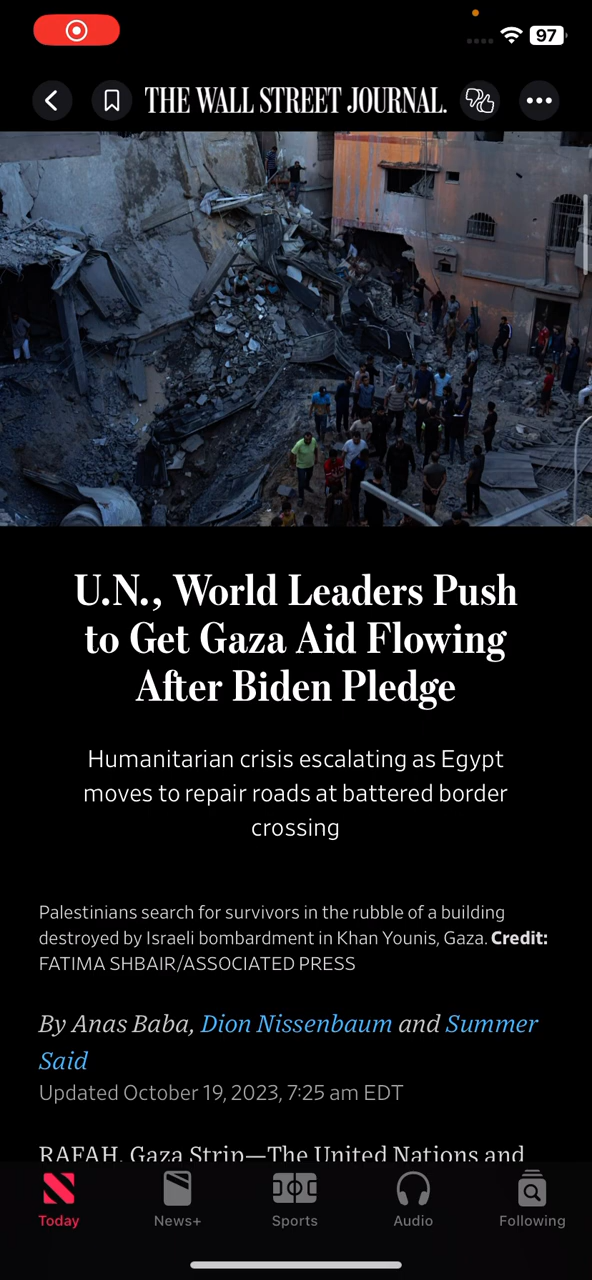 97
THE WALL STREET JOURNAL.
U.N., World Leaders Push
to Get Gaza Aid Flowing
After Biden Pledge
Humanitarian crisis escalating as Egypt
moves to repair roads at battered border
crossing
Palestinians search for survivors in the rubble of a building
destroyed by Israeli bombardment in Khan Younis, Gaza. Credit:
FATIMA SHBAIR/ASSOCIATED PRESS
By Anas Baba, Dion Nissenbaum and Summer
Said
Updated October 19, 2023, 7:25 am EDT
RAFAH, Gaza Strip—The United Nations and
Today News+ Sports Audio Following